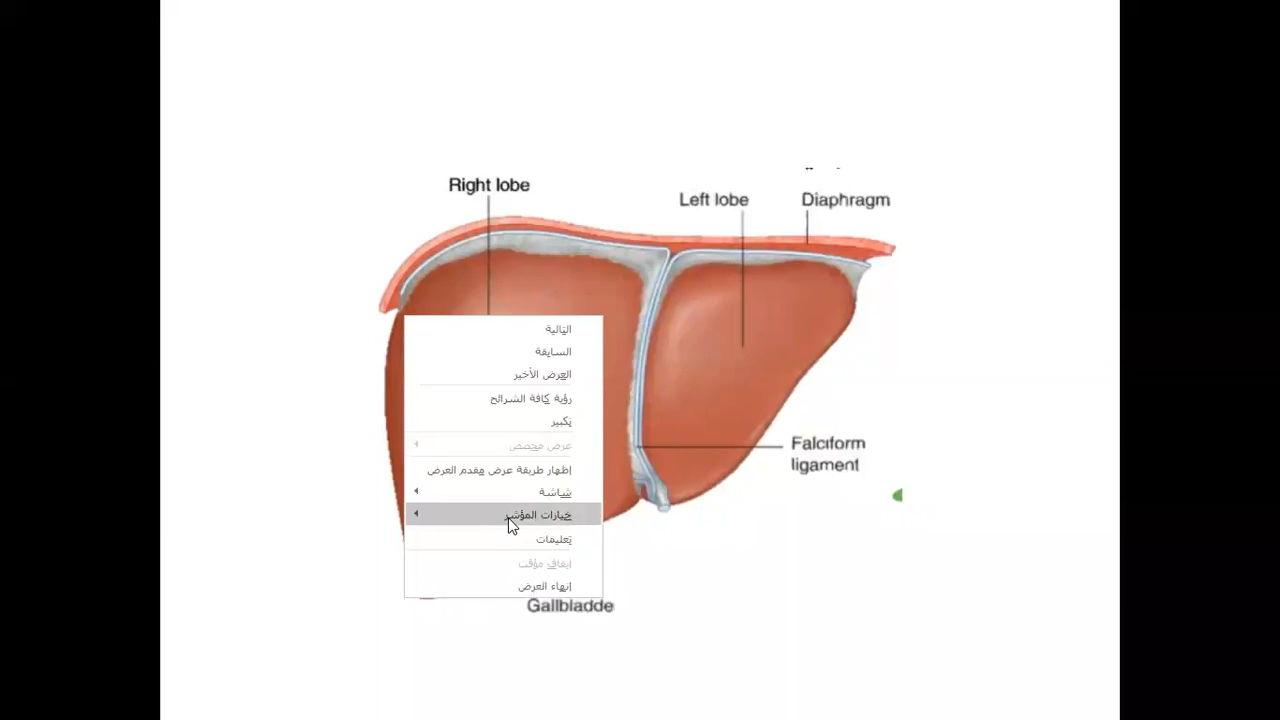 Right lobe
Left lobe
Diaphragm
التالية
السابقة
العرض الأخير
رؤية كافة الشرائح
تكبير
عرض مخصص
إظهار طريقة عرض مقدم العرض
شاشة
خيارات المؤشر
تعليمات
إيقاف مؤقت
إنهاء العرض
Falciform
ligament
Gallbladde